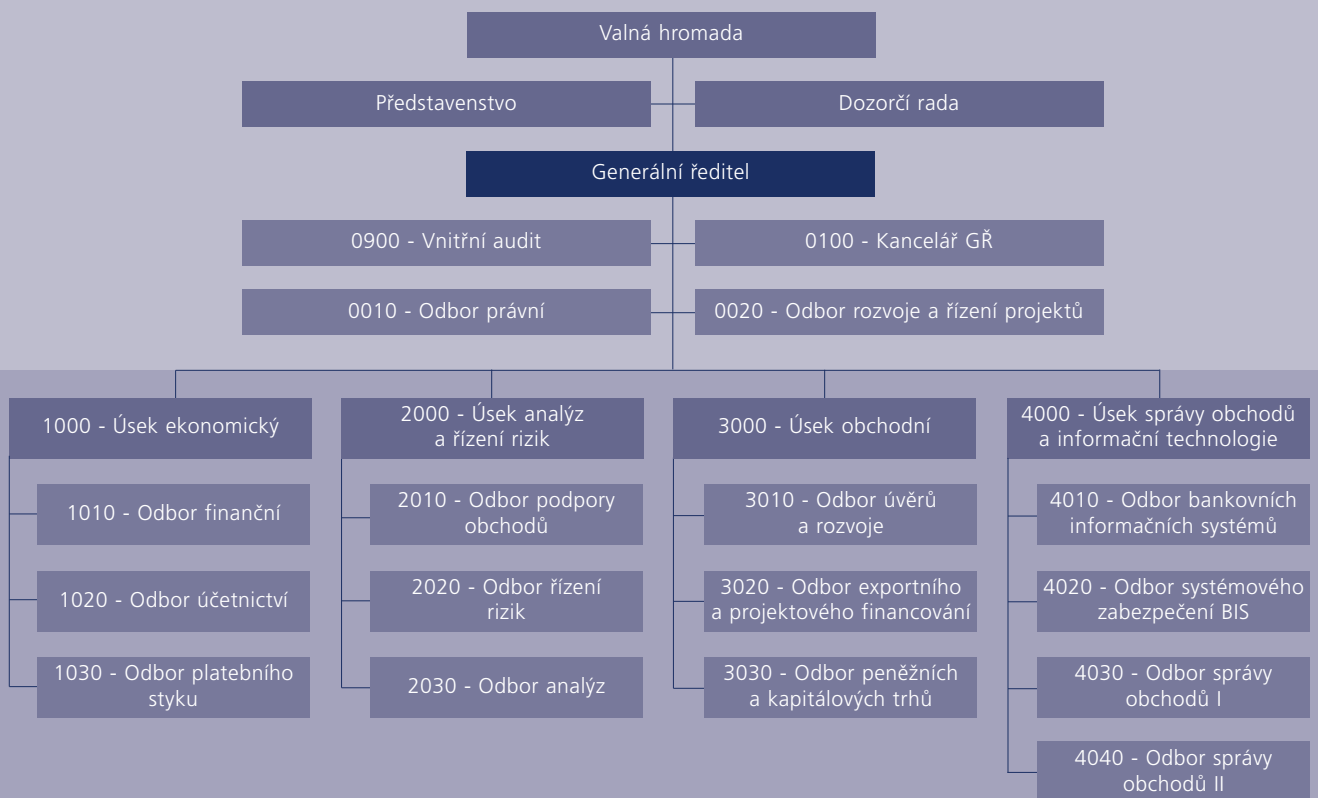 Valná hromada
Představenstvo
Dozorčí rada
Generální ředitel
0900 - Vnitřní audit
0100 - Kancelář GŘ
0010 - Odbor právní
0020 - Odbor rozvoje a řízení projektů
1000 - Úsek ekonomický
1010 - Odbor finanční
1020 - Odbor účetnictví
1030 - Odbor platebního
styku
2000 - Úsek analýz
a řízení rizik
2010 - Odbor podpory
obchodů
2020 - Odbor řízení
rizik
2030 - Odbor analýz
3000 - Úsek obchodní
3010 - Odbor úvěrů
a rozvoje
3020 - Odbor exportního
a projektového financování
3030 - Odbor peněžních
a kapitálových trhů
4000 - Úsek správy obchodů
a informační technologie
4010 - Odbor bankovních
informačních systémů
4020 - Odbor systémového
zabezpečení BIS
4030 - Odbor správy
obchodů I
4040 - Odbor správy
obchodů II